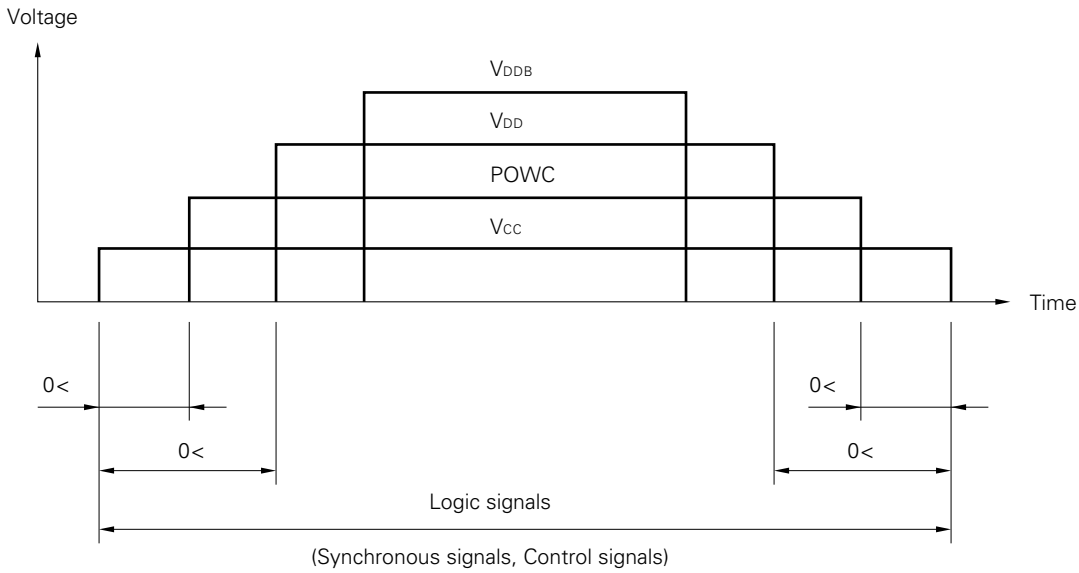 Voltage
VDDB
VDD
POWC
VCC
Time
0<
0<
0<
0<
Logic signals
(Synchronous signals, Control signals)